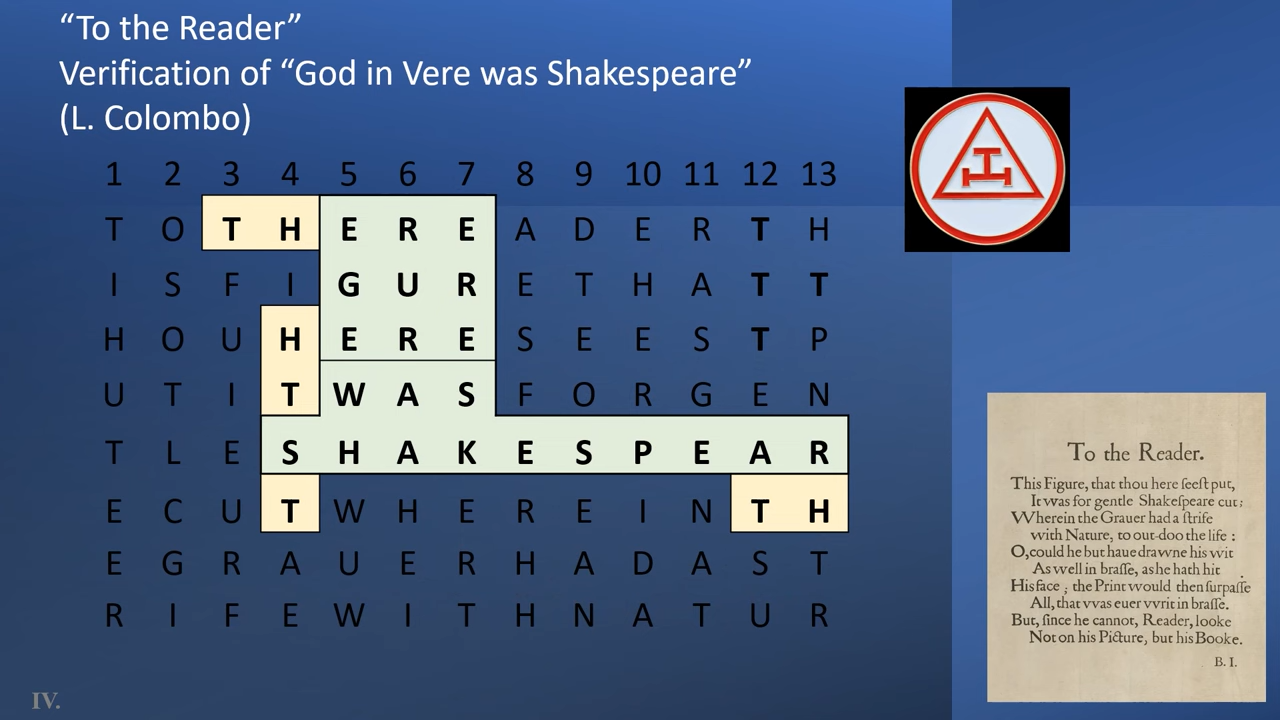 “To the Reader”
Verification of “God in Vere was Shakespeare”
(L. Colombo)
1 2 3 4 5 6 7 8 9 10 11 12 13
T O T H E R E A D E R T H
I S F I G U R E T H A T T
H O U H E R E S E E S T P
U T I T W A S F O R G E N
T L E S H A K E S P E A R
E C U T W H E R E I N T H
E G R A U E R H A D A S T
R I F E W I T H N A T U R
To the Reader.
This Figure, that thou here ſeeſt put,
It vvas for gentle Shakeſpeare cut;
Wherein the Grauer had a ſtrife
with Nature, to out-doo the life :
O, could he but haue drawne his wit
As well in braſſe, as he hath hit
His face ; the Print would then ſurpaſſe
All, that vvas euer vvrit in braſſe.
But, ſince he cannot, Reader, looke
Not on his Picture, but his Booke.
B. I.
IV.